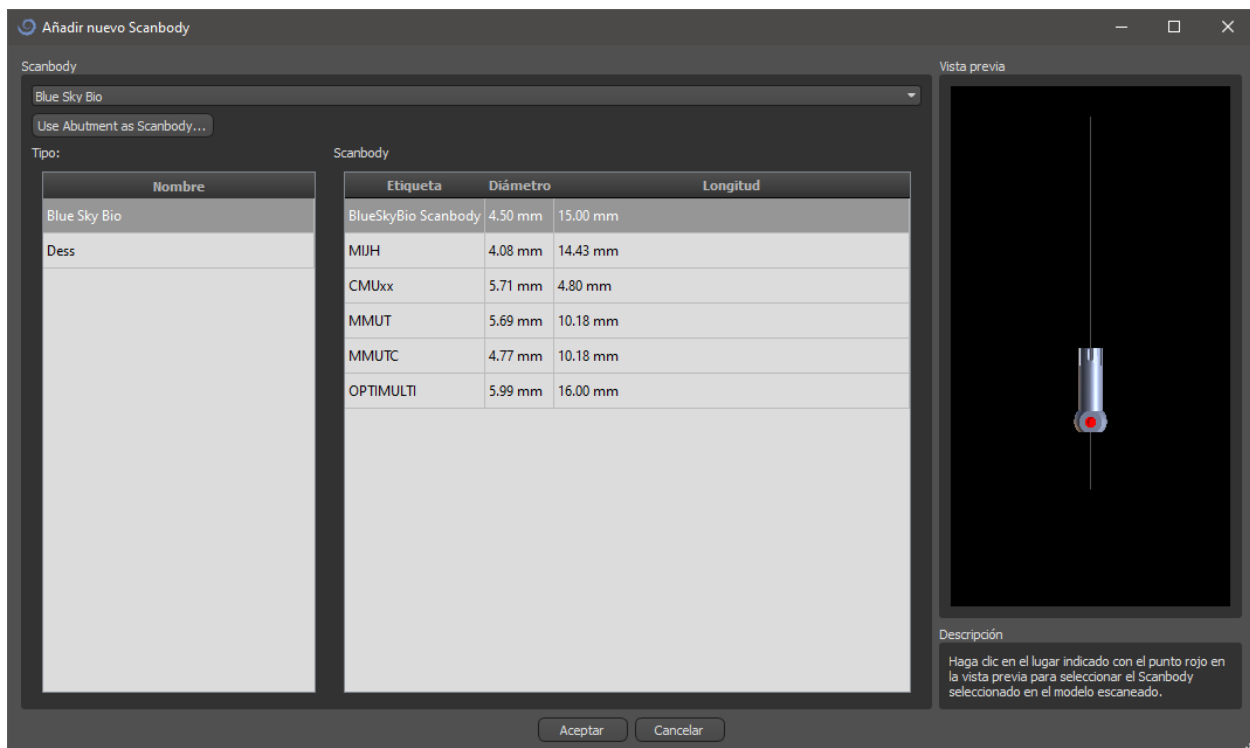 Añadir nuevo Scanbody
Scanbody
Vista previa
Blue Sky Bio
Use Abutment as Scanbody...
Tipo:
Scanbody
Nombre
Blue Sky Bio
Dess
Etiqueta Diámetro Longitud
BlueSkyBio Scanbody 4.50 mm 15.00 mm
MIJH 4.08 mm 14.43 mm
CMUxx 5.71 mm 4.80 mm
MMUT 5.69 mm 10.18 mm
MMUTC 4.77 mm 10.18 mm
OPTIMULTI 5.99 mm 16.00 mm
Descripción
Haga clic en el lugar indicado con el punto rojo en
la vista previa para seleccionar el Scanbody
seleccionado en el modelo escaneado.
Aceptar Cancelar